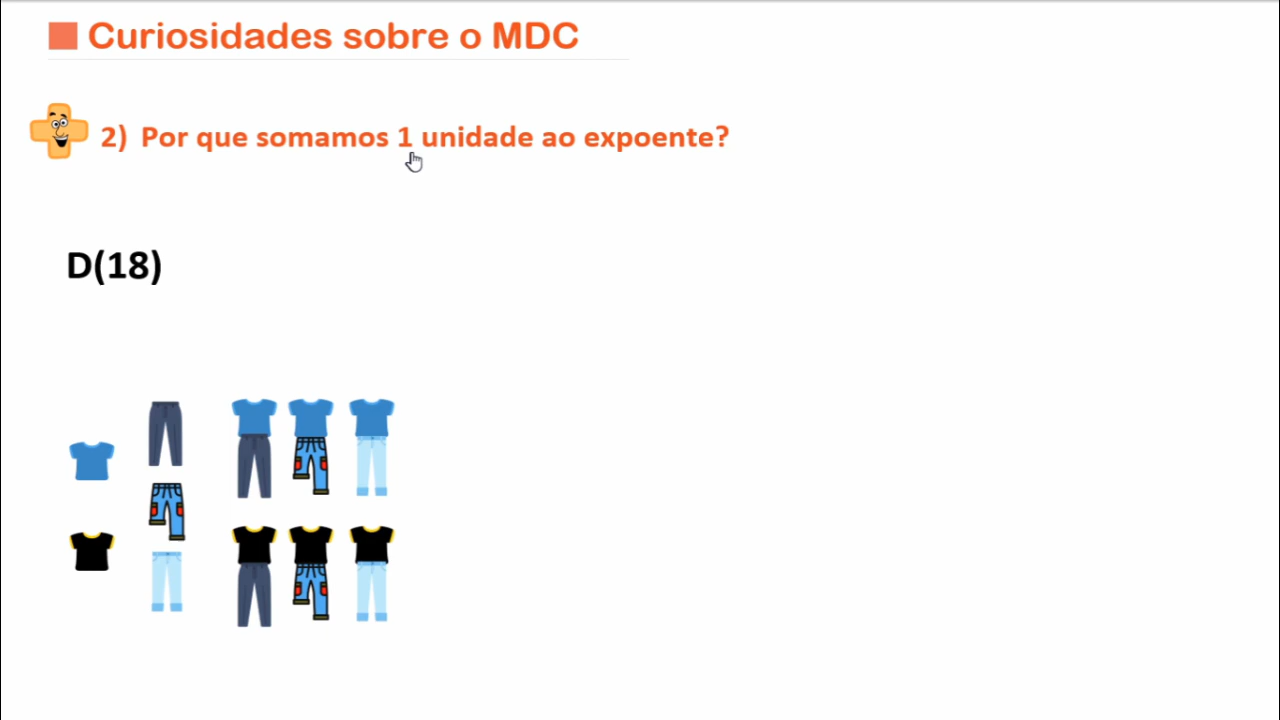 Curiosidades sobre o MDC
2) Por que somamos 1 unidade ao expoente?
D(18)